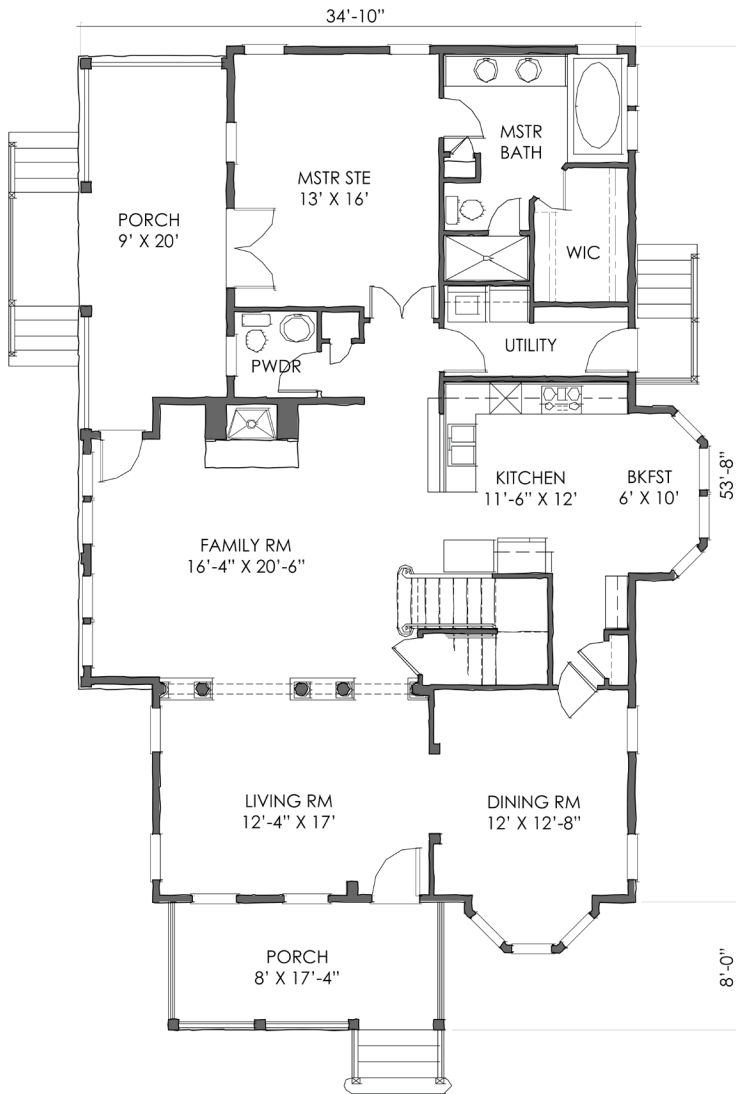 34'-10”
MSTR
BATH
MSTR STE
13' X 16'
PORCH
9' X 20'
WIC
UTILITY
PWDR
KITCHEN
11'-6” X 12'
BKFST
6' X 10'
53'-8”
FAMILY RM
16'-4” X 20'-6”
LIVING RM
12'-4” X 17'
DINING RM
12' X 12'-8”
PORCH
8' X 17'-4”
8'-0”